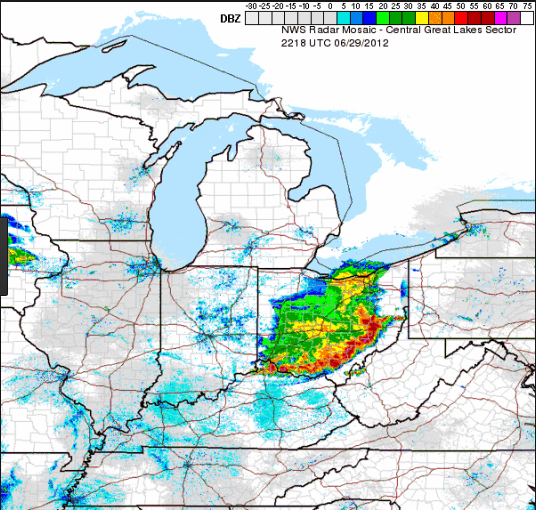 DBZ -30 -25 -20 -15 -10 -5 0 5 10 15 20 25 30 35 40 45 50 55 60 65 70 75
NWS Radar Mosaic - Central Great Lakes Sector
2218 UTC 06/29/2012